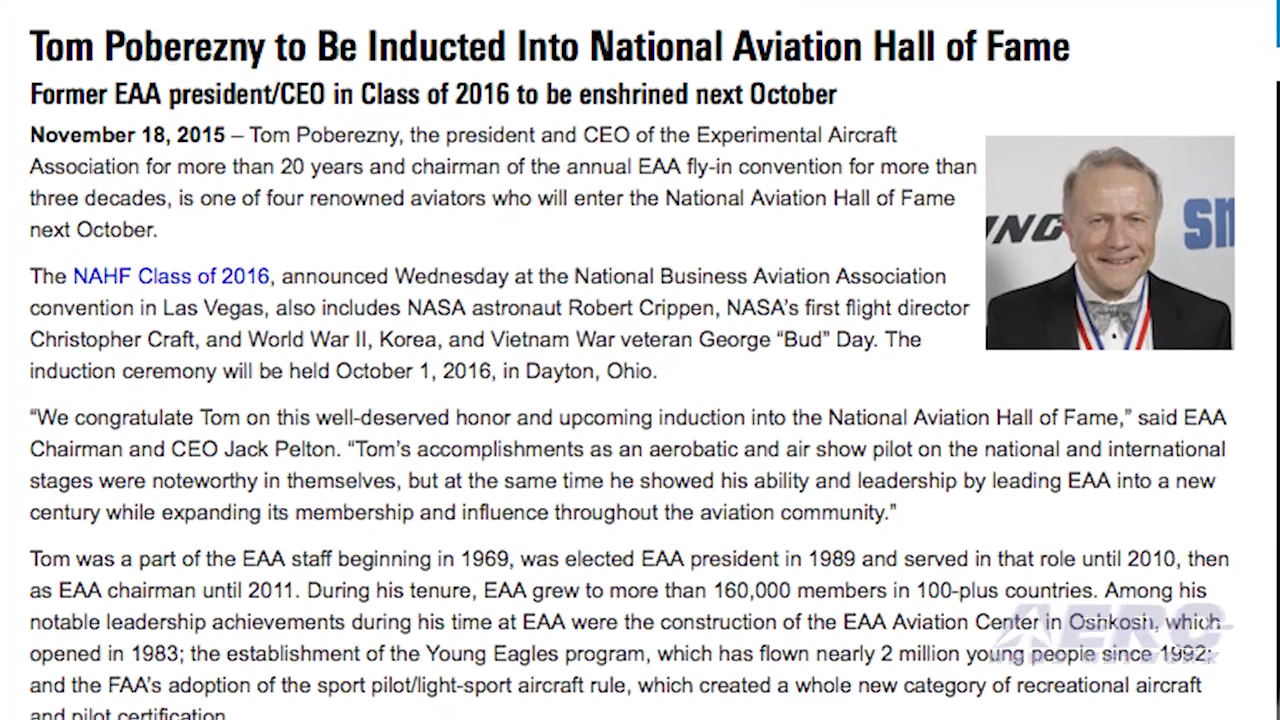 Tom Poberezny to Be Inducted Into National Aviation Hall of Fame
Former EAA president/CEO in Class of 2016 to be enshrined next October
November 18, 2015 – Tom Poberezny, the president and CEO of the Experimental Aircraft
Association for more than 20 years and chairman of the annual EAA fly-in convention for more than
three decades, is one of four renowned aviators who will enter the National Aviation Hall of Fame
next October.
The NAHF Class of 2016, announced Wednesday at the National Business Aviation Association
convention in Las Vegas, also includes NASA astronaut Robert Crippen, NASA's first flight director
Christopher Craft, and World War II, Korea, and Vietnam War veteran George “Bud” Day. The
induction ceremony will be held October 1, 2016, in Dayton, Ohio.
“We congratulate Tom on this well-deserved honor and upcoming induction into the National Aviation Hall of Fame,” said EAA
Chairman and CEO Jack Pelton. “Tom’s accomplishments as an aerobatic and air show pilot on the national and international
stages were noteworthy in themselves, but at the same time he showed his ability and leadership by leading EAA into a new
century while expanding its membership and influence throughout the aviation community.”
Tom was a part of the EAA staff beginning in 1969, was elected EAA president in 1989 and served in that role until 2010, then
as EAA chairman until 2011. During his tenure, EAA grew to more than 160,000 members in 100-plus countries. Among his
notable leadership achievements during his time at EAA were the construction of the EAA Aviation Center in Oshkosh, which
opened in 1983; the establishment of the Young Eagles program, which has flown nearly 2 million young people since 1992;
and the FAA’s adoption of the sport pilot/light-sport aircraft rule, which created a whole new category of recreational aircraft
and pilot certification.